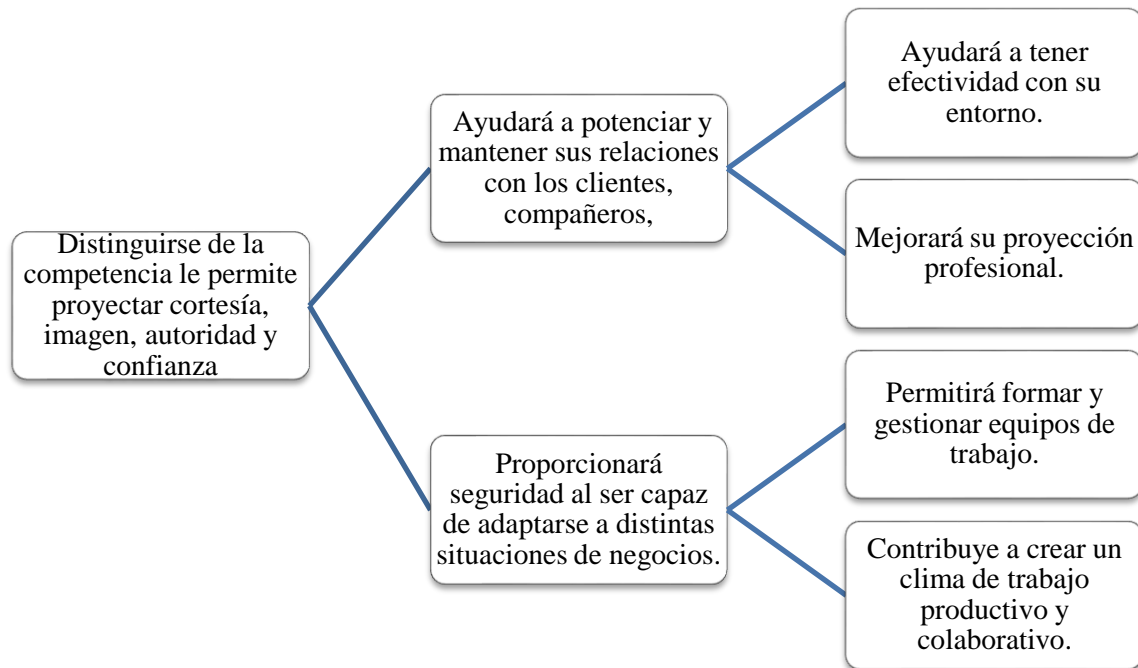 Distinguirse de la
competencia le permite
proyectar cortesía,
imagen, autoridad y
confianza
Ayudará a potenciar y
mantener sus relaciones
con los clientes,
compañeros,
Ayudará a tener
efectividad con su
entorno.
Mejorará su proyección
profesional.
Proporcionará
seguridad al ser capaz
de adaptarse a distintas
situaciones de negocios.
Permitirá formar y
gestionar equipos de
trabajo.
Contribuye a crear un
clima de trabajo
productivo y
colaborativo.